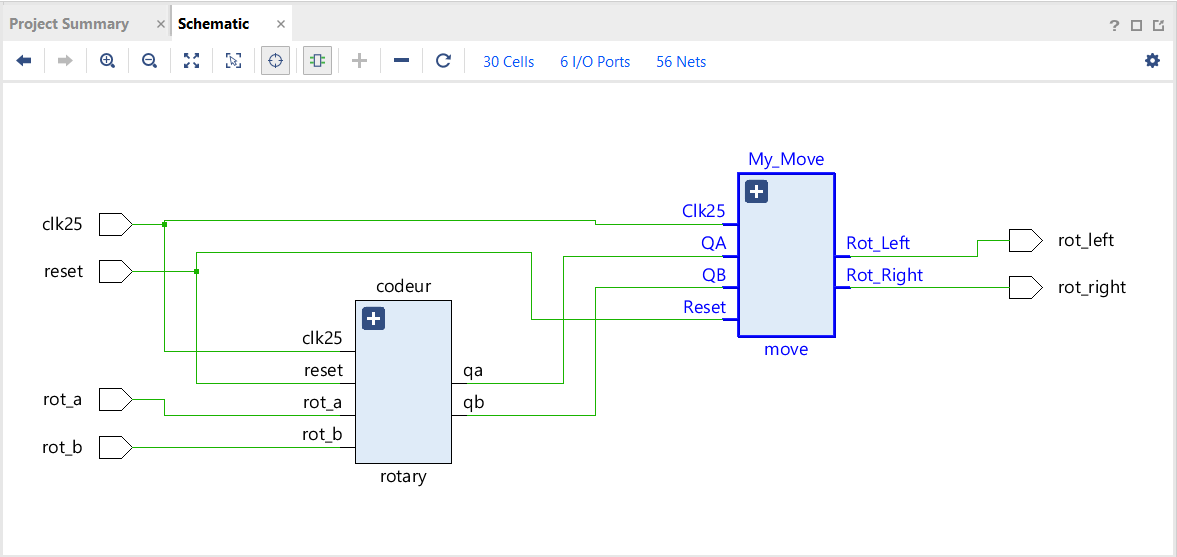 Project Summary × Schematic ×
? 
30 Cells 6 I/O Ports 56 Nets
My_Move
clk25
Clk25
QA
Rot_Left
rot_left
reset
QB
Rot_Right
rot_right
codeur
Reset
clk25
move
reset
qa
rot_a
rot_a
qb
rot_b
rot_b
rotary